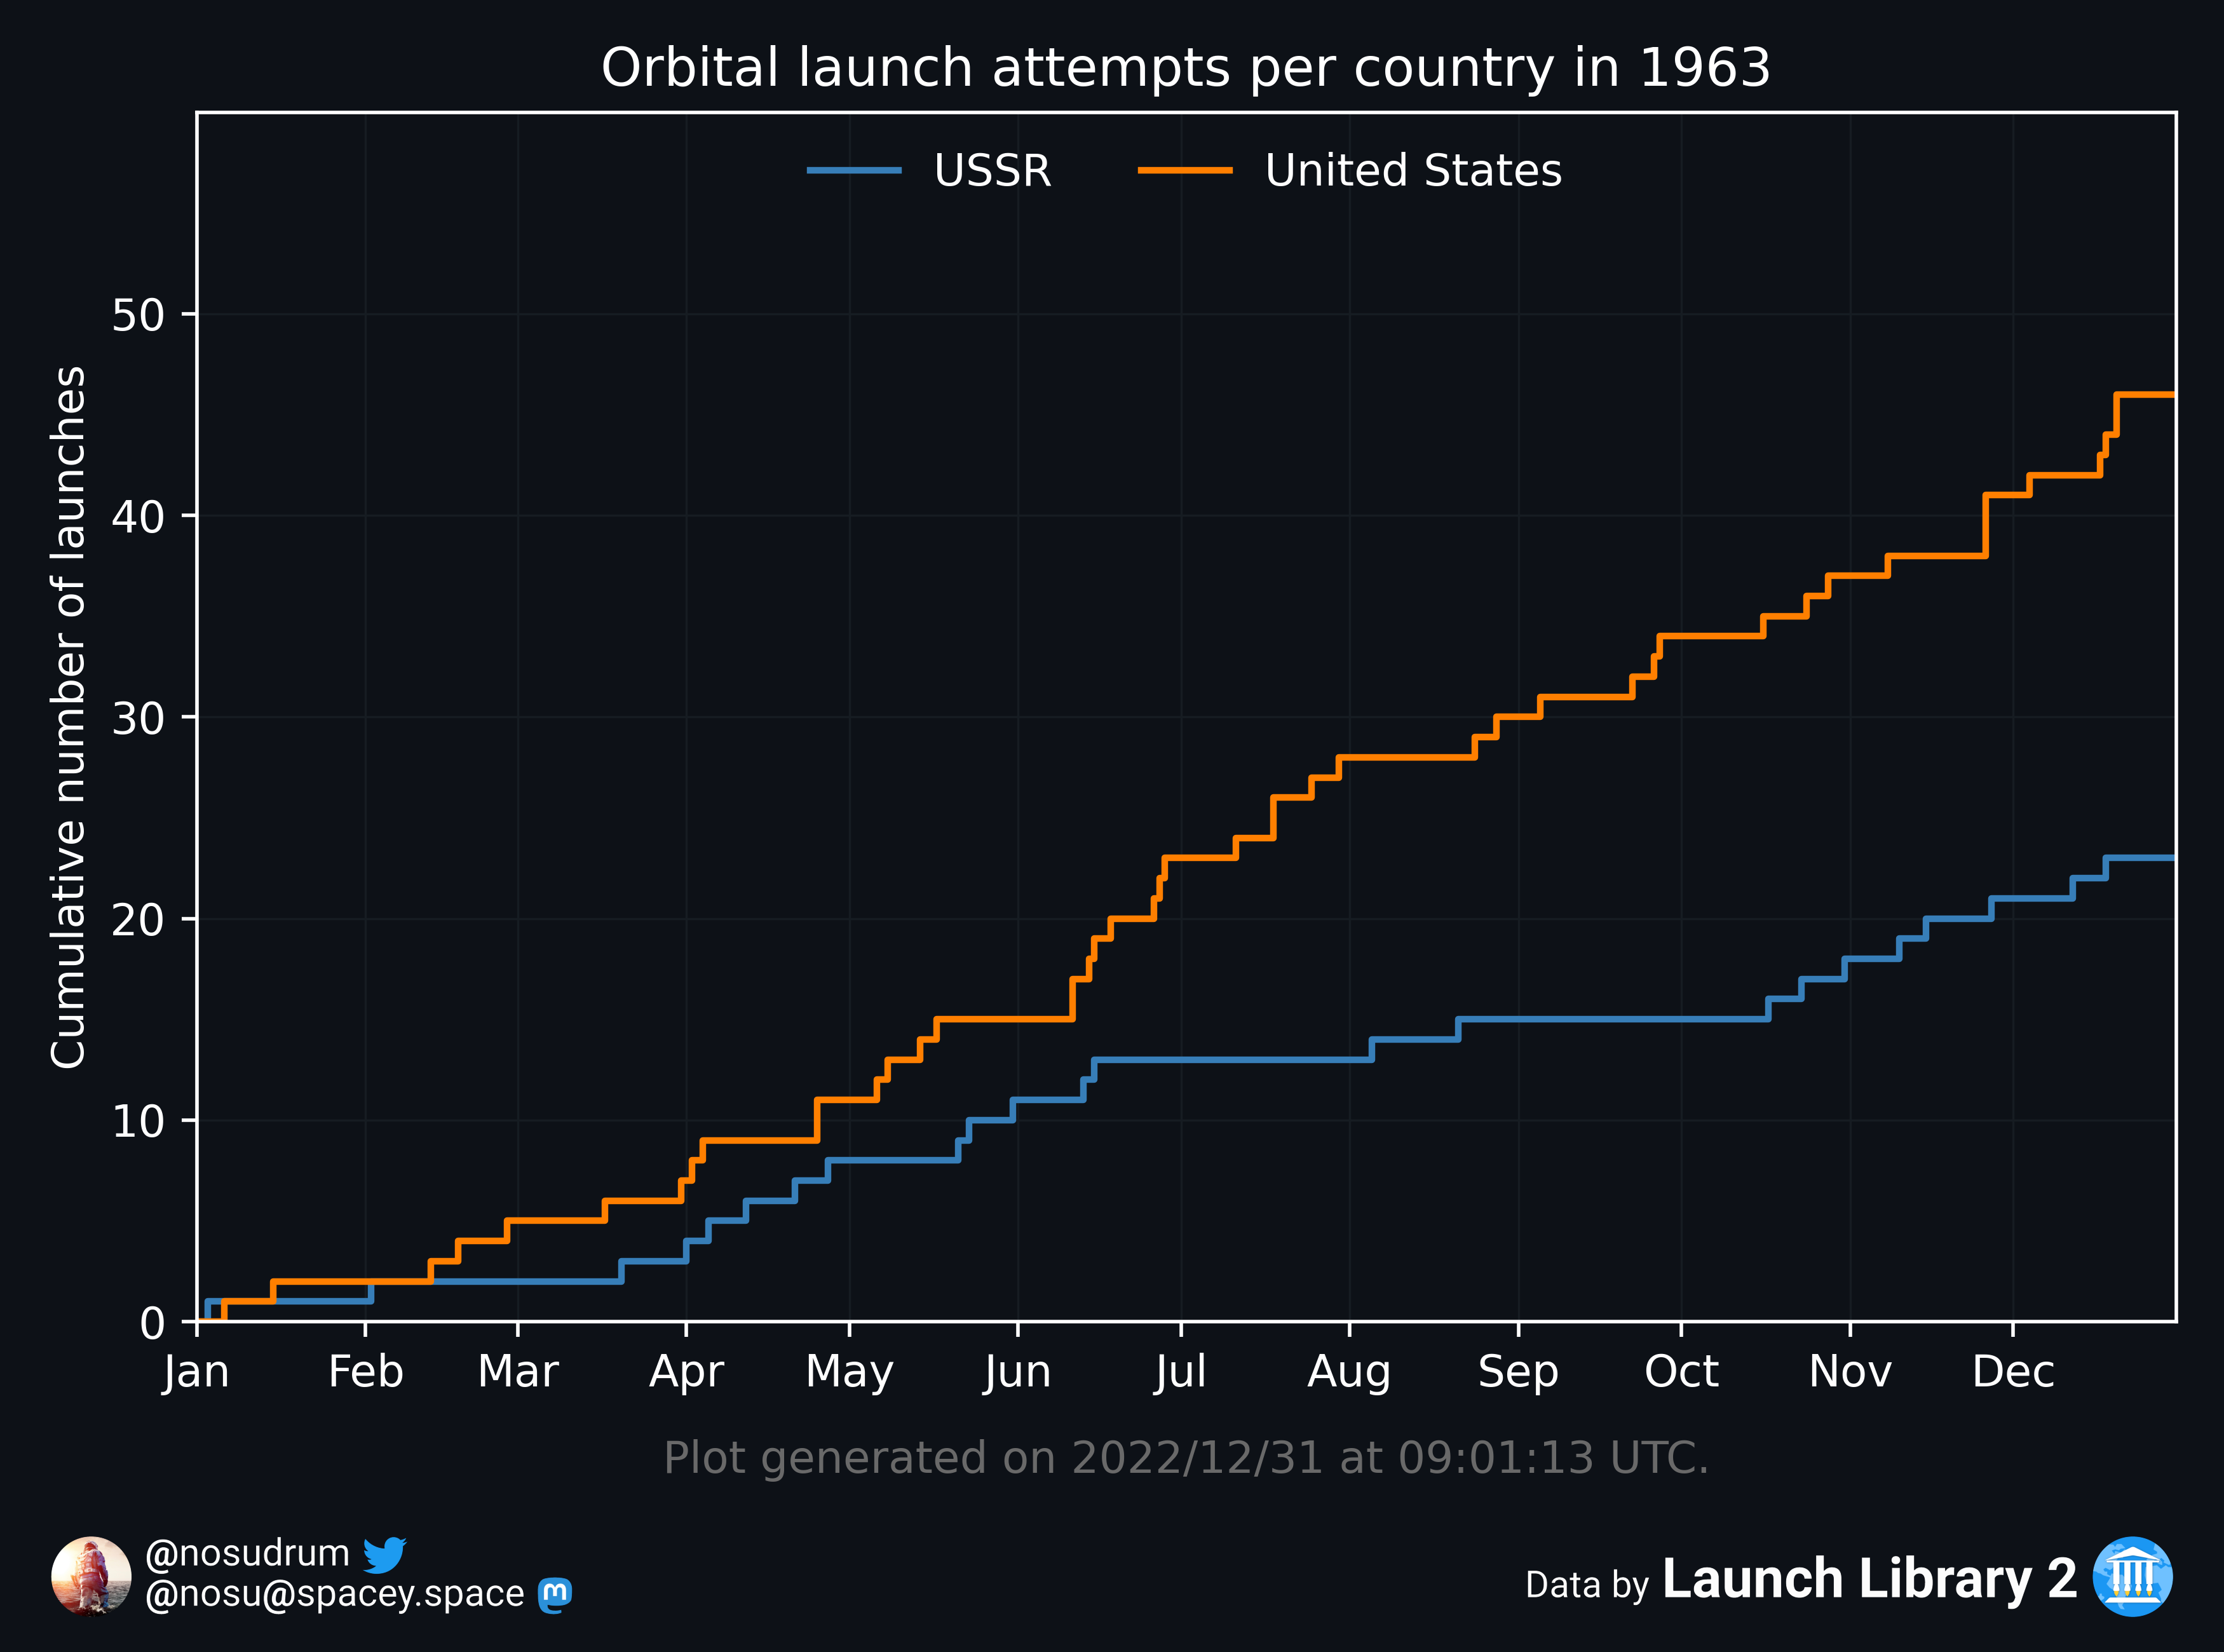 Orbital launch attempts per country in 1963
USSR
United States
Cumulative number of launches
50
40
30
20
10
0
Jan Feb Mar Apr May Jun Jul Aug Sep Oct Nov Dec
Plot generated on 2022/12/31 at 09:01:13 UTC.
@nosudrum
@nosu@spacey.space
Data by Launch Library 2